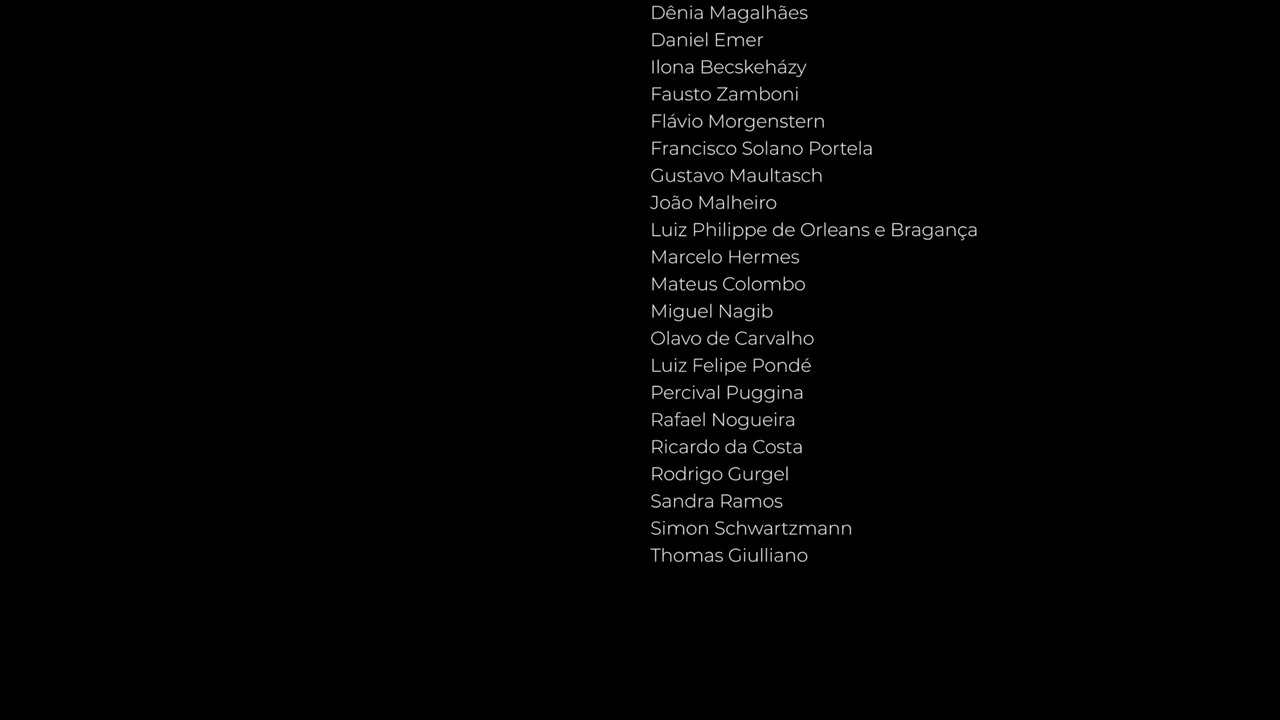 Dênia Magalhães
Daniel Emer
Ilona Becskeházy
Fausto Zamboni
Flávio Morgenstern
Francisco Solano Portela
Gustavo Maultasch
João Malheiro
Luiz Philippe de Orleans e Bragança
Marcelo Hermes
Mateus Colombo
Miguel Nagib
Olavo de Carvalho
Luiz Felipe Pondé
Percival Puggina
Rafael Nogueira
Ricardo da Costa
Rodrigo Gurgel
Sandra Ramos
Simon Schwartzmann
Thomas Giulliano